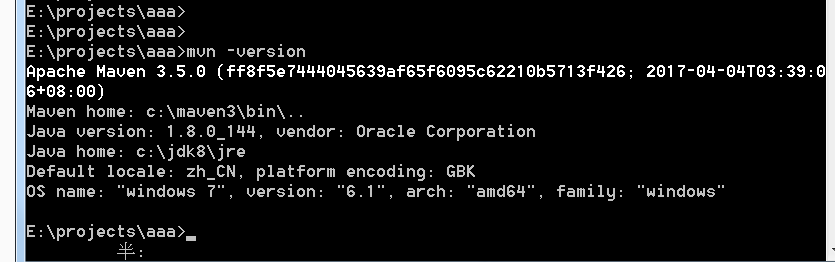 E:\projects\aaa>
E:\projects\aaa>
E:\projects\aaa>mvn -version
Apache Maven 3.5.0 (ff8f5e7444045639af65f6095c62210b5713f426; 2017-04-04T03:39:0
6+08:00)
Maven home: c:\maven3\bin\..
Java version: 1.8.0_144, vendor: Oracle Corporation
Java home: c:\jdk8\jre
Default locale: zh_CN, platform encoding: GBK
OS name: "windows 7", version: "6.1", arch: "amd64", family: "windows"
E:\projects\aaa>_
半: